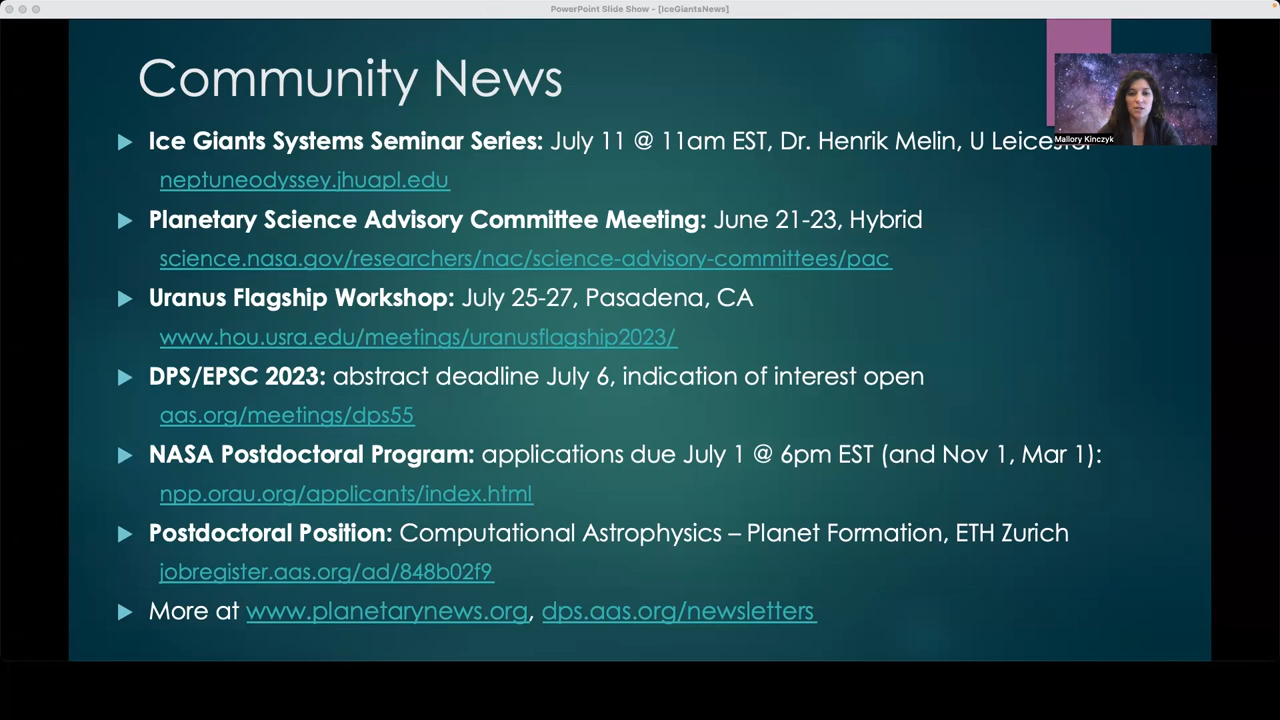 PowerPoint Slide Show - [IceGiantsNews]
Community News
Ice Giants Systems Seminar Series: July 11 @ 11am EST, Dr. Henrik Melin, U Leicester
Mallory Kinczyk
neptuneodyssey.jhuapl.edu
Planetary Science Advisory Committee Meeting: June 21-23, Hybrid
science.nasa.gov/researchers/nac/science-advisory-committees/pac
Uranus Flagship Workshop: July 25-27, Pasadena, CA
www.hou.usra.edu/meetings/uranusflagship2023/
DPS/EPSC 2023: abstract deadline July 6, indication of interest open
aas.org/meetings/dps55
NASA Postdoctoral Program: applications due July 1 @ 6pm EST (and Nov 1, Mar 1):
npp.orau.org/applicants/index.html
Postdoctoral Position: Computational Astrophysics – Planet Formation, ETH Zurich
jobregister.aas.org/ad/848b02f9
More at www.planetarynews.org, dps.aas.org/newsletters